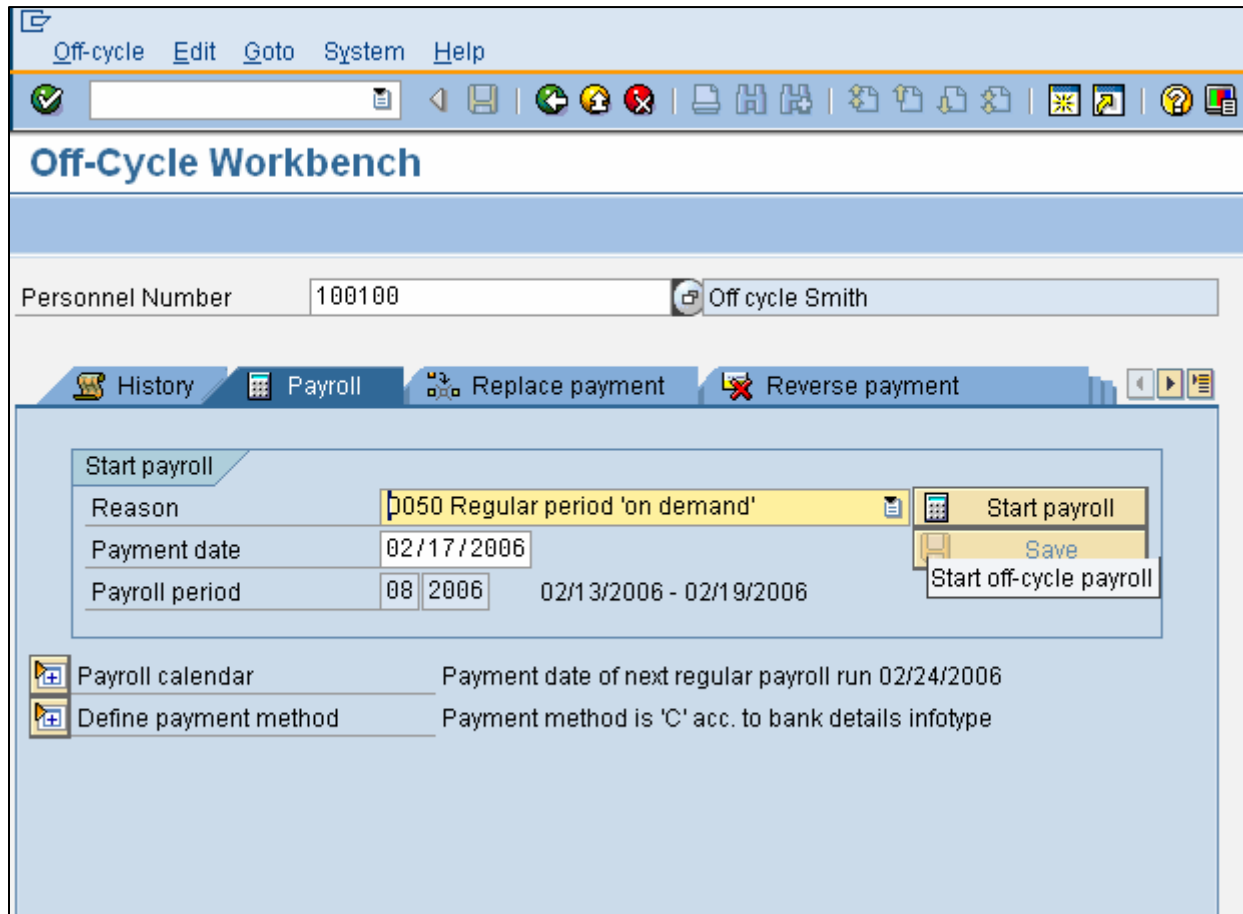 Off-cycle Edit Goto System Help
Off-Cycle Workbench
Personnel Number 100100 Off cycle Smith
History Payroll Replace payment Reverse payment
Start payroll
Reason 0050 Regular period 'on demand' Start payroll
Payment date 02/17/2006 Save
Payroll period 08 2006 02/13/2006 - 02/19/2006 Start off-cycle payroll
Payroll calendar Payment date of next regular payroll run 02/24/2006
Define payment method Payment method is 'C' acc. to bank details infotype